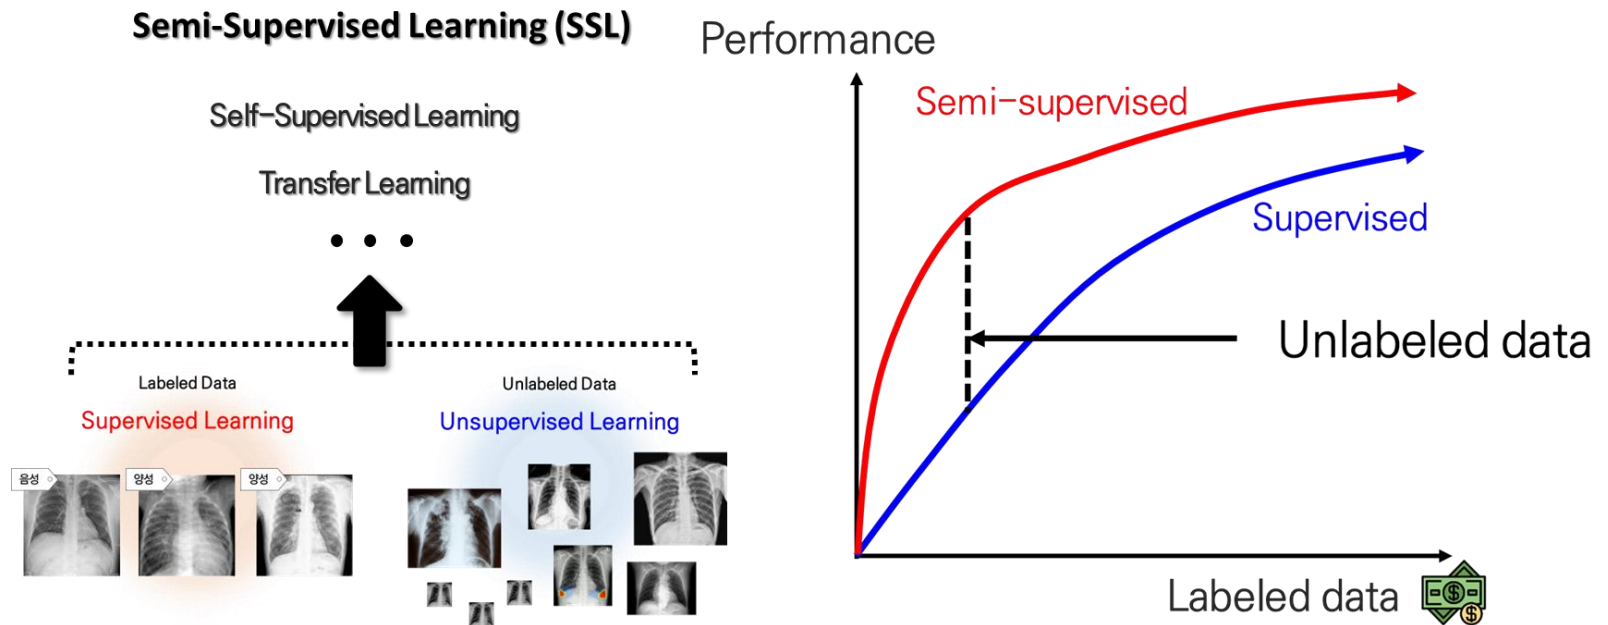 Semi-Supervised Learning (SSL)
Self-Supervised Learning
Transfer Learning
• • •
Labeled Data
Supervised Learning
음성
양성
양성
Unlabeled Data
Unsupervised Learning
Performance
Semi-supervised
Supervised
Unlabeled data
Labeled data